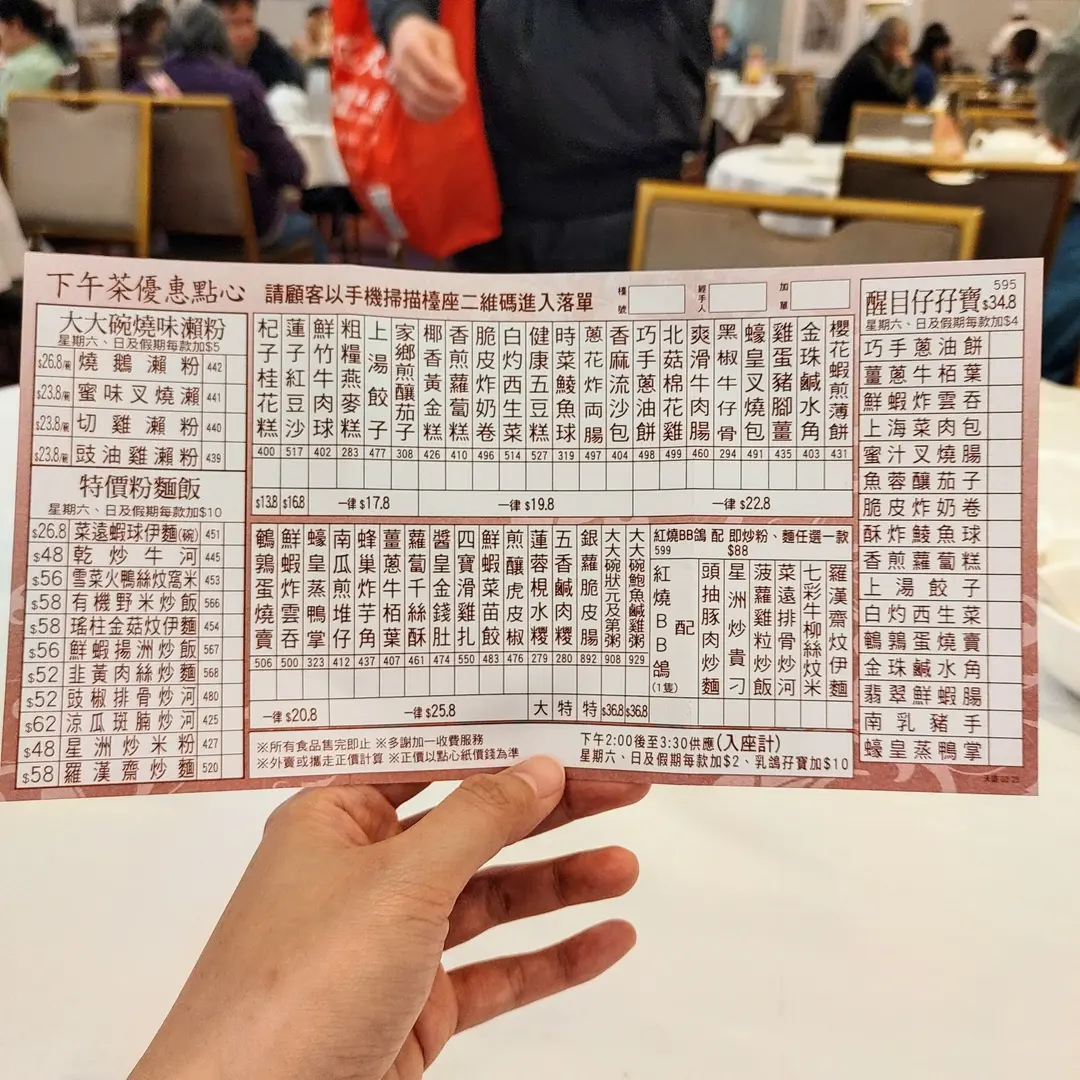 下午茶優惠點心
請顧客以手機掃描檯座二維碼進入落單
檯號
經手人
加單
大大碗燒味瀨粉
星期六、日及假期每款加$5
$26.8/碗 燒鵝瀨粉 442
$23.8/碗 蜜味叉燒瀨 441
$23.8/碗 切雞瀨粉 440
$23.8/碗 豉油雞瀨粉 439
特價粉麵飯
星期六、日及假期每款加$10
$26.8 菜遠蝦球伊麵(碗) 451
$48 乾炒牛河 445
$56 雪菜火鴨絲炆窩米 453
$58 有機野米炒飯 566
$58 瑤柱金菇炆伊麵 454
$56 鮮蝦揚洲炒飯 567
$52 韭黃肉絲炒麵 568
$52 豉椒排骨炒河 480
$62 涼瓜斑腩炒河 425
$48 星洲炒米粉 427
$58 羅漢齋炒麵 520
杞子桂花糕 400
蓮子紅豆沙 517
鮮竹牛肉球 402
粗糧燕麥糕 283
上湯餃子 477
家鄉煎釀茄子 308
椰香黃金糕 426
香煎蘿蔔糕 410
脆皮炸奶卷 496
白灼西生菜 514
健康五豆糕 527
時菜鯪魚球 319
蔥花炸両腸 497
香麻流沙包 404
巧手蔥油餅 498
北菇棉花雞 499
爽滑牛肉腸 460
黑椒牛仔骨 294
蠔皇叉燒包 491
雞蛋豬腳薑 435
金珠鹹水角 403
櫻花蝦煎薄餅 431
$13.8
$16.8
一律 $17.8
一律 $19.8
一律 $22.8
鵪鶉蛋燒賣 506
鮮蝦炸雲吞 500
蠔皇蒸鴨掌 323
南瓜煎堆仔 412
蜂巢炸芋角 437
薑蔥牛栢葉 407
蘿蔔千絲酥 461
醬皇金錢肚 474
四寶滑雞扎 550
鮮蝦菜苗餃 483
煎釀虎皮椒 476
蓮蓉梘水糭 279
五香鹹肉糭 280
銀蘿脆皮腸 892
大大碗狀元及第粥 908
大大碗鮑魚鹹雞粥 929
一律 $20.8
一律 $25.8
大
特
特
$36.8
$36.8
紅燒BB鴿 配 即炒粉、麵任選一款
599
$88
紅燒BB鴿(1隻)
配
頭抽豚肉炒麵
星洲炒貴刁
菠蘿雞粒炒飯
菜遠排骨炒河
七彩牛柳絲炆米
羅漢齋炆伊麵
※所有食品售完即止 ※多謝加一收費服務
※外賣或攜走正價計算 ※正價以點心紙價錢為準
下午2:00後至3:30供應(入座計)
星期六、日及假期每款加$2、乳鴿孖寶加$10
595
醒目仔孖寶 $34.8
星期六、日及假期每款加$4
巧手蔥油餅
薑蔥牛栢葉
鮮蝦炸雲吞
上海菜肉包
蜜汁叉燒腸
魚蓉釀茄子
脆皮炸奶卷
酥炸鯪魚球
香煎蘿蔔糕
上湯餃子
白灼西生菜
鵪鶉蛋燒賣
金珠鹹水角
翡翠鮮蝦腸
南乳豬手
蠔皇蒸鴨掌